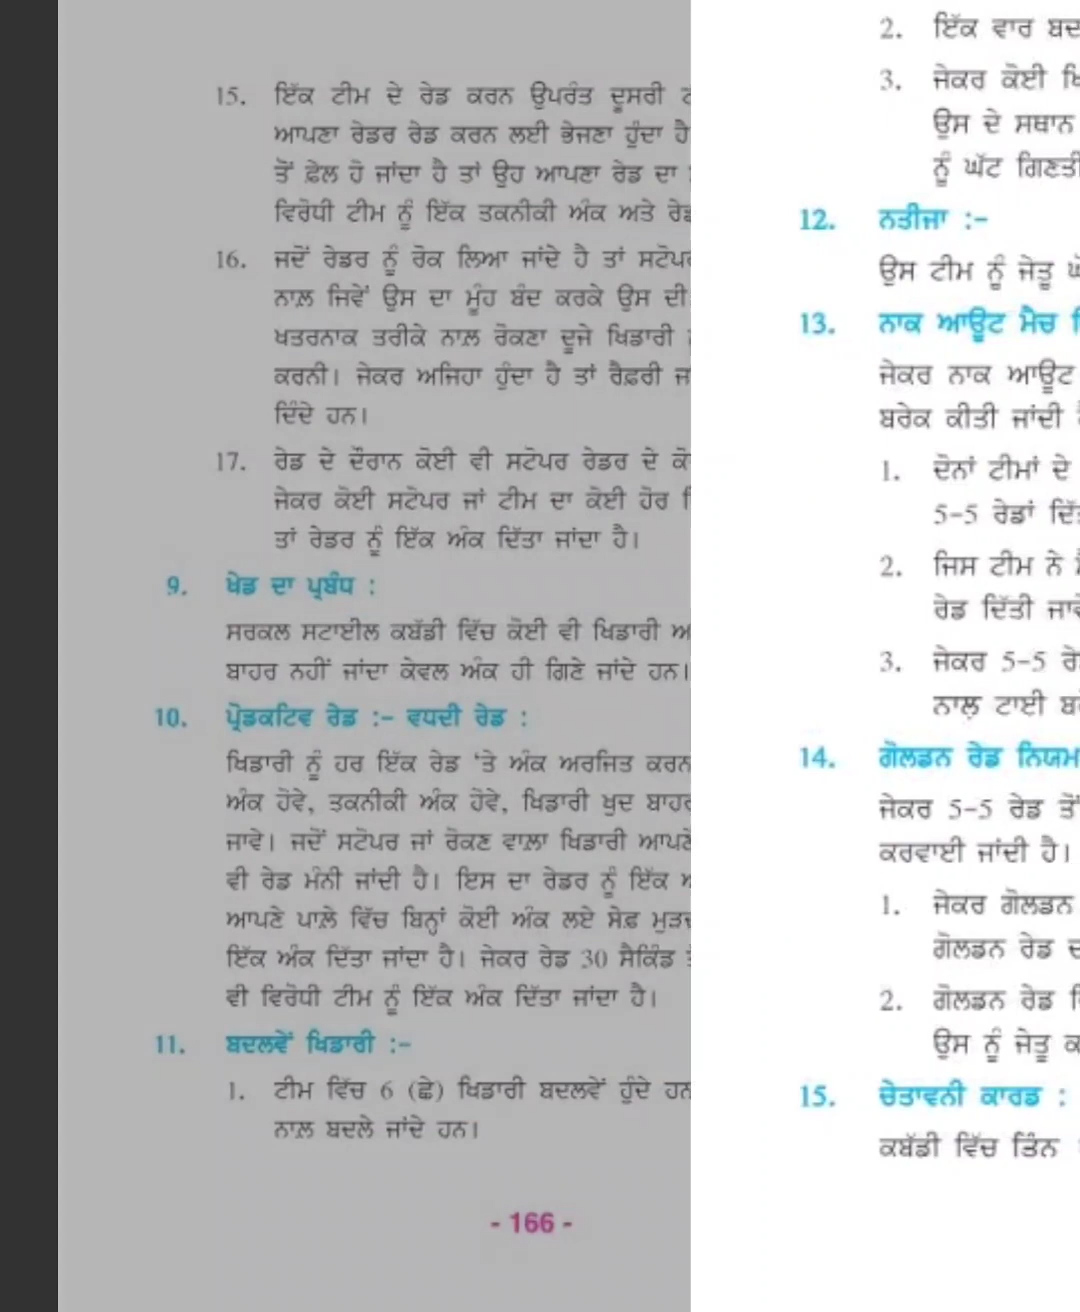 15. ਇੱਕ ਟੀਮ ਦੇ ਰੇਡ ਕਰਨ ਉਪਰੰਤ ਦੂਸਰੀ
ਆਪਣਾ ਰੇਡਰ ਰੇਡ ਕਰਨ ਲਈ ਭੇਜਣਾ ਹੁੰਦਾ ਹੈ
ਤੋਂ ਫ਼ੇਲ ਹੋ ਜਾਂਦਾ ਹੈ ਤਾਂ ਉਹ ਆਪਣਾ ਰੇਡ ਦਾ
ਵਿਰੋਧੀ ਟੀਮ ਨੂੰ ਇੱਕ ਤਕਨੀਕੀ ਅੰਕ ਅਤੇ
16. ਜਦੋਂ ਰੇਡਰ ਨੂੰ ਰੋਕ ਲਿਆ ਜਾਂਦੇ ਹੈ ਤਾਂ
ਨਾਲ਼ ਜਿਵੇਂ ਉਸ ਦਾ ਮੂੰਹ ਬੰਦ ਕਰਕੇ ਉਸ ਦੀ
ਖਤਰਨਾਕ ਤਰੀਕੇ ਨਾਲ਼ ਰੋਕਣਾ ਦੂਜੇ ਖਿਡਾਰੀ
ਕਰਨੀ। ਜੇਕਰ ਅਜਿਹਾ ਹੁੰਦਾ ਹੈ ਤਾਂ ਰੈਫ਼ਰੀ
ਦਿੰਦੇ ਹਨ।
17. ਰੇਡ ਦੇ ਦੌਰਾਨ ਕੋਈ ਵੀ ਸਟੋਪਰ ਰੇਡਰ ਦੇ
ਜੇਕਰ ਕੋਈ ਸਟੋਪਰ ਜਾਂ ਟੀਮ ਦਾ ਕੋਈ ਹੋਰ
ਤਾਂ ਰੇਡਰ ਨੂੰ ਇੱਕ ਅੰਕ ਦਿੱਤਾ ਜਾਂਦਾ ਹੈ।
9. ਖੇਡ ਦਾ ਪ੍ਰਬੰਧ :
ਸਰਕਲ ਸਟਾਈਲ ਕਬੱਡੀ ਵਿੱਚ ਕੋਈ ਵੀ ਖਿਡਾਰੀ
ਬਾਹਰ ਨਹੀਂ ਜਾਂਦਾ ਕੇਵਲ ਅੰਕ ਹੀ ਗਿਣੇ ਜਾਂਦੇ ਹਨ।
10. ਪ੍ਰੋਡਕਟਿਵ ਰੇਡ :- ਵਧਦੀ ਰੇਡ :
ਖਿਡਾਰੀ ਨੂੰ ਹਰ ਇੱਕ ਰੇਡ 'ਤੇ ਅੰਕ ਅਰਜਿਤ ਕਰਨ
ਅੰਕ ਹੋਵੇ, ਤਕਨੀਕੀ ਅੰਕ ਹੋਵੇ, ਖਿਡਾਰੀ ਖੁਦ ਬਾਹਰ
ਜਾਵੇ। ਜਦੋਂ ਸਟੋਪਰ ਜਾਂ ਰੋਕਣ ਵਾਲ਼ਾ ਖਿਡਾਰੀ ਆਪਣੇ
ਵੀ ਰੇਡ ਮੰਨੀ ਜਾਂਦੀ ਹੈ। ਇਸ ਦਾ ਰੇਡਰ ਨੂੰ ਇੱਕ
ਆਪਣੇ ਪਾਲ਼ੇ ਵਿੱਚ ਬਿਨ੍ਹਾਂ ਕੋਈ ਅੰਕ ਲਏ ਸੇਫ਼
ਇੱਕ ਅੰਕ ਦਿੱਤਾ ਜਾਂਦਾ ਹੈ। ਜੇਕਰ ਰੇਡ 30 ਸੈਕਿੰਡ
ਵੀ ਵਿਰੋਧੀ ਟੀਮ ਨੂੰ ਇੱਕ ਅੰਕ ਦਿੱਤਾ ਜਾਂਦਾ ਹੈ।
11. ਬਦਲਵੇਂ ਖਿਡਾਰੀ :-
1. ਟੀਮ ਵਿੱਚ 6 (ਛੇ) ਖਿਡਾਰੀ ਬਦਲਵੇਂ ਹੁੰਦੇ ਹਨ
ਨਾਲ਼ ਬਦਲੇ ਜਾਂਦੇ ਹਨ।
- 166 -
2. ਇੱਕ ਵਾਰ
3. ਜੇਕਰ ਕੋਈ
ਉਸ ਦੇ ਸਥਾਨ
ਨੂੰ ਘੱਟ ਗਿਣਤੀ
12. ਨਤੀਜਾ :-
ਉਸ ਟੀਮ ਨੂੰ ਜੇਤੂ
13. ਨਾਕ ਆਊਟ ਮੈਚ
ਜੇਕਰ ਨਾਕ ਆਊਟ
ਬਰੇਕ ਕੀਤੀ ਜਾਂਦੀ
1. ਦੋਨਾਂ ਟੀਮਾਂ ਦੇ
5-5 ਰੇਡਾਂ
2. ਜਿਸ ਟੀਮ ਨੇ
ਰੇਡ ਦਿੱਤੀ
3. ਜੇਕਰ 5-5
ਨਾਲ਼ ਟਾਈ
14. ਗੋਲਡਨ ਰੇਡ ਨਿਯਮ
ਜੇਕਰ 5-5 ਰੇਡ ਤੋਂ
ਕਰਵਾਈ ਜਾਂਦੀ ਹੈ।
1. ਜੇਕਰ ਗੋਲਡਨ
ਗੋਲਡਨ ਰੇਡ
2. ਗੋਲਡਨ ਰੇਡ
ਉਸ ਨੂੰ ਜੇਤੂ
15. ਚੇਤਾਵਨੀ ਕਾਰਡ :
ਕਬੱਡੀ ਵਿੱਚ ਤਿੰਨ